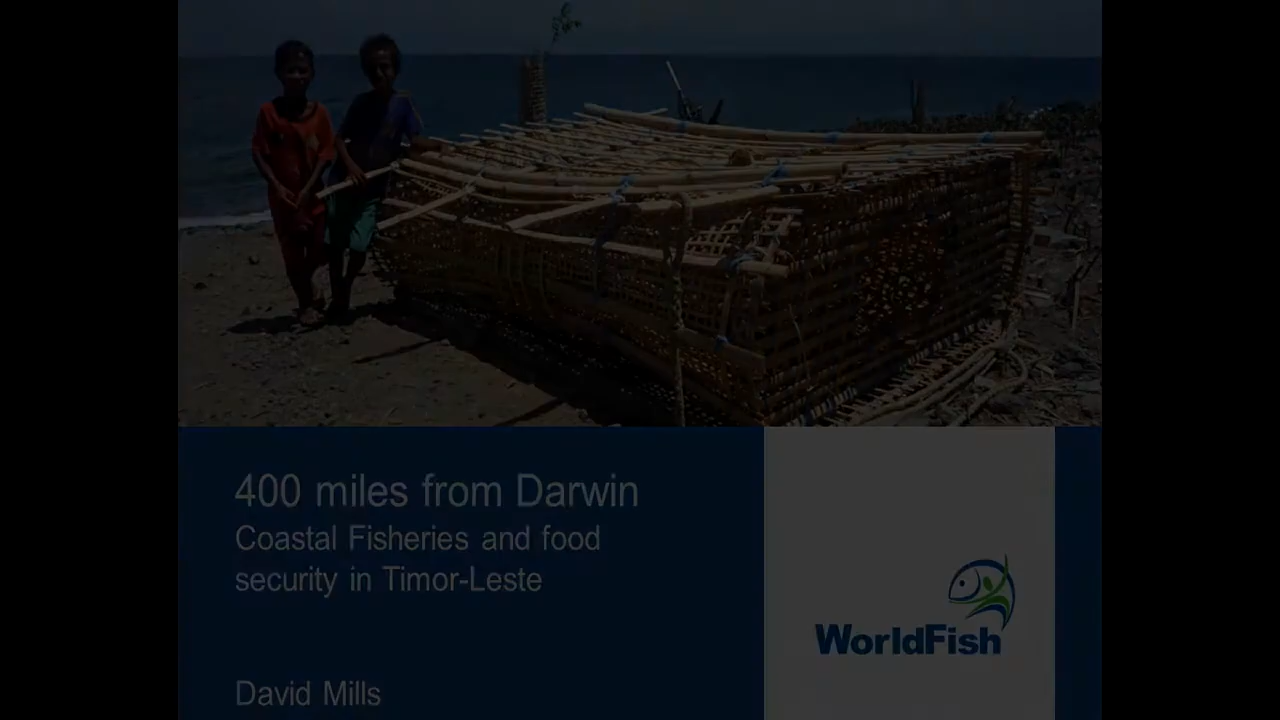 400 miles from Darwin
Coastal Fisheries and food
security in Timor-Leste
WorldFish
David Mills